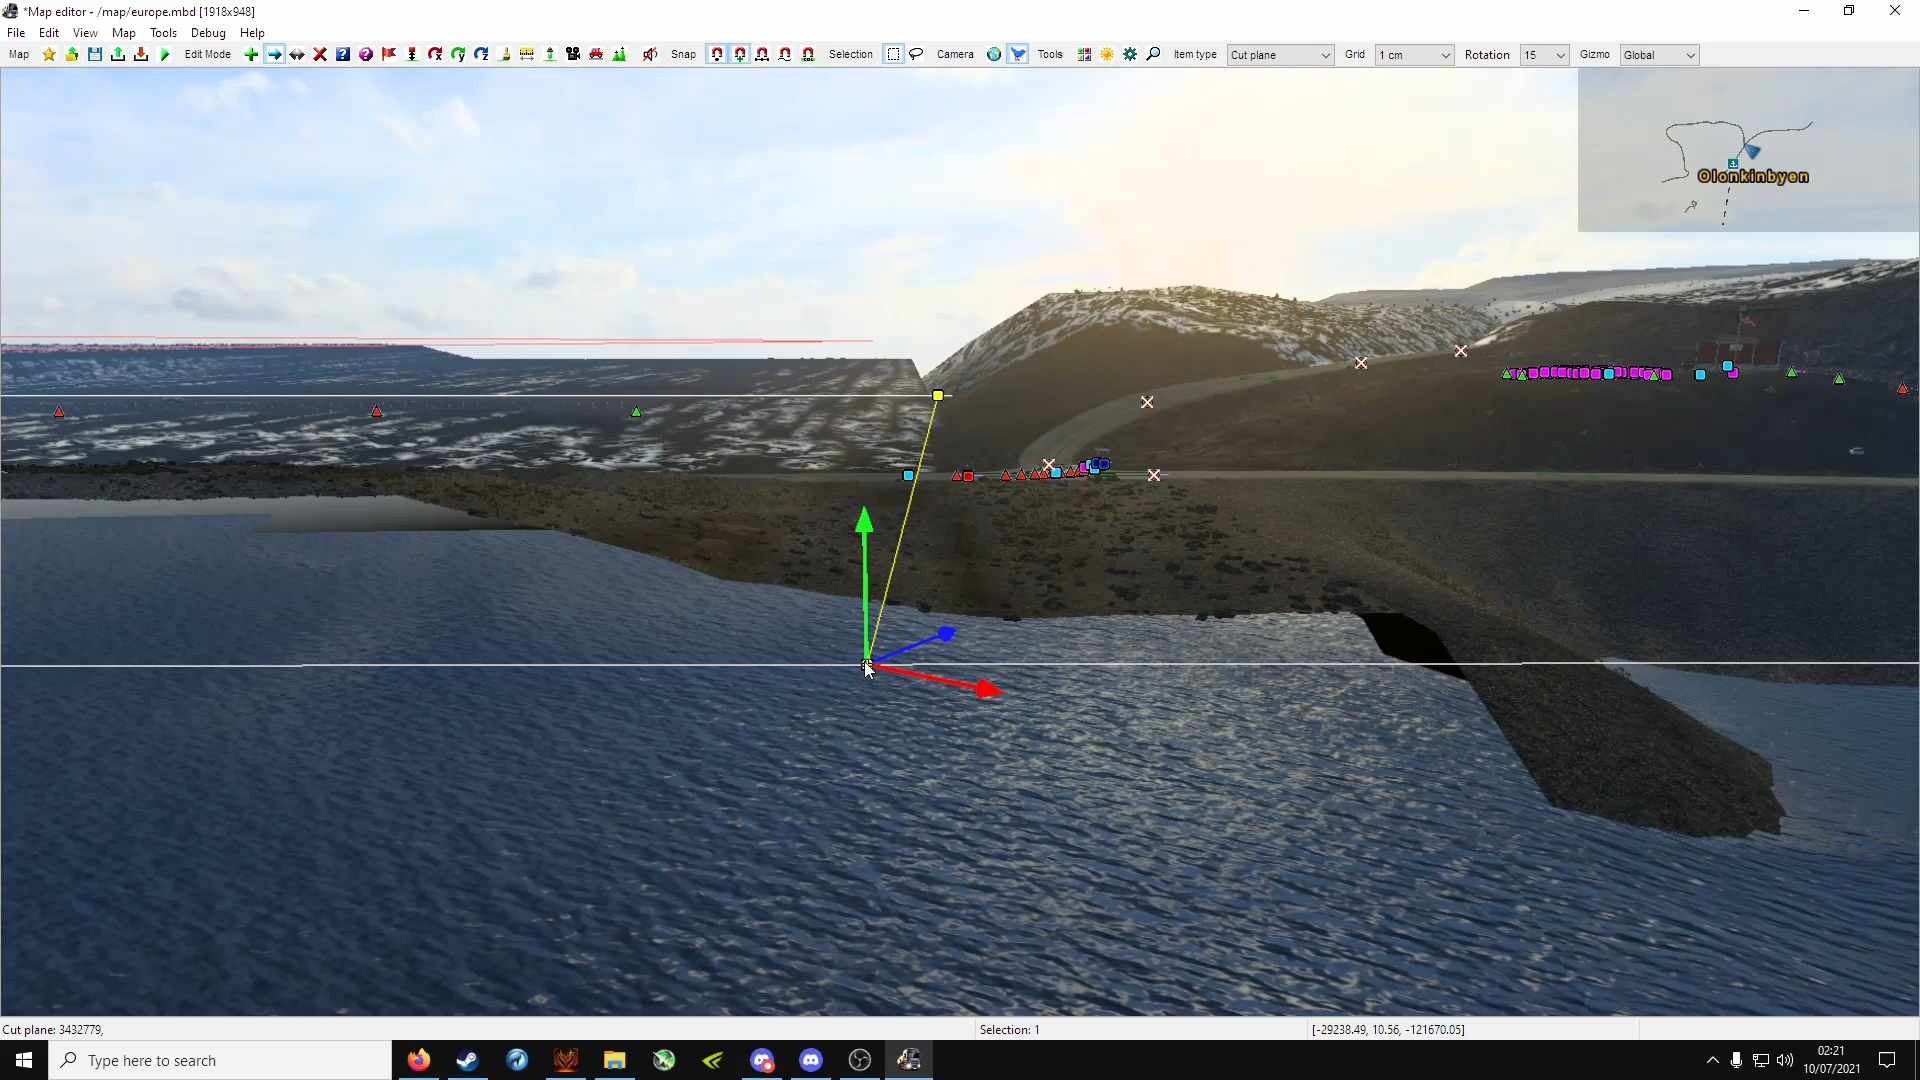 *Map editor - /map/europe.mbd [1918x948]
File Edit View Map Tools Debug Help
Map Edit Mode Snap Selection Camera Tools Item type Cut plane Grid 1 cm Rotation 15 Gizmo Global
Olonkinbyen
Cut plane: 3432779, Selection: 1 [-29238.49, 10.56, -121670.05]
Type here to search
02:21
10/07/2021